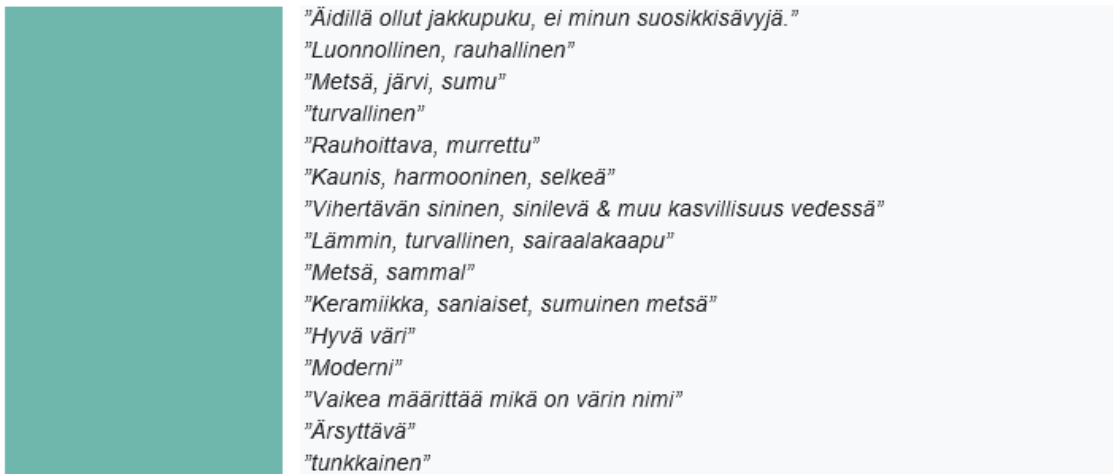 ”Äidillä ollut jakkupuku, ei minun suosikkisävyjä.”
”Luonnollinen, rauhallinen”
”Metsä, järvi, sumu”
”turvallinen”
”Rauhoittava, murrettu”
”Kaunis, harmooninen, selkeä”
”Vihertävän sininen, sinilevä & muu kasvillisuus vedessä”
”Lämmin, turvallinen, sairaalakaapu”
”Metsä, sammal”
”Keramiikka, saniaiset, sumuinen metsä”
”Hyvä väri”
”Moderni”
”Vaikea määrittää mikä on värin nimi”
”Ärsyttävä”
”tunkkainen”